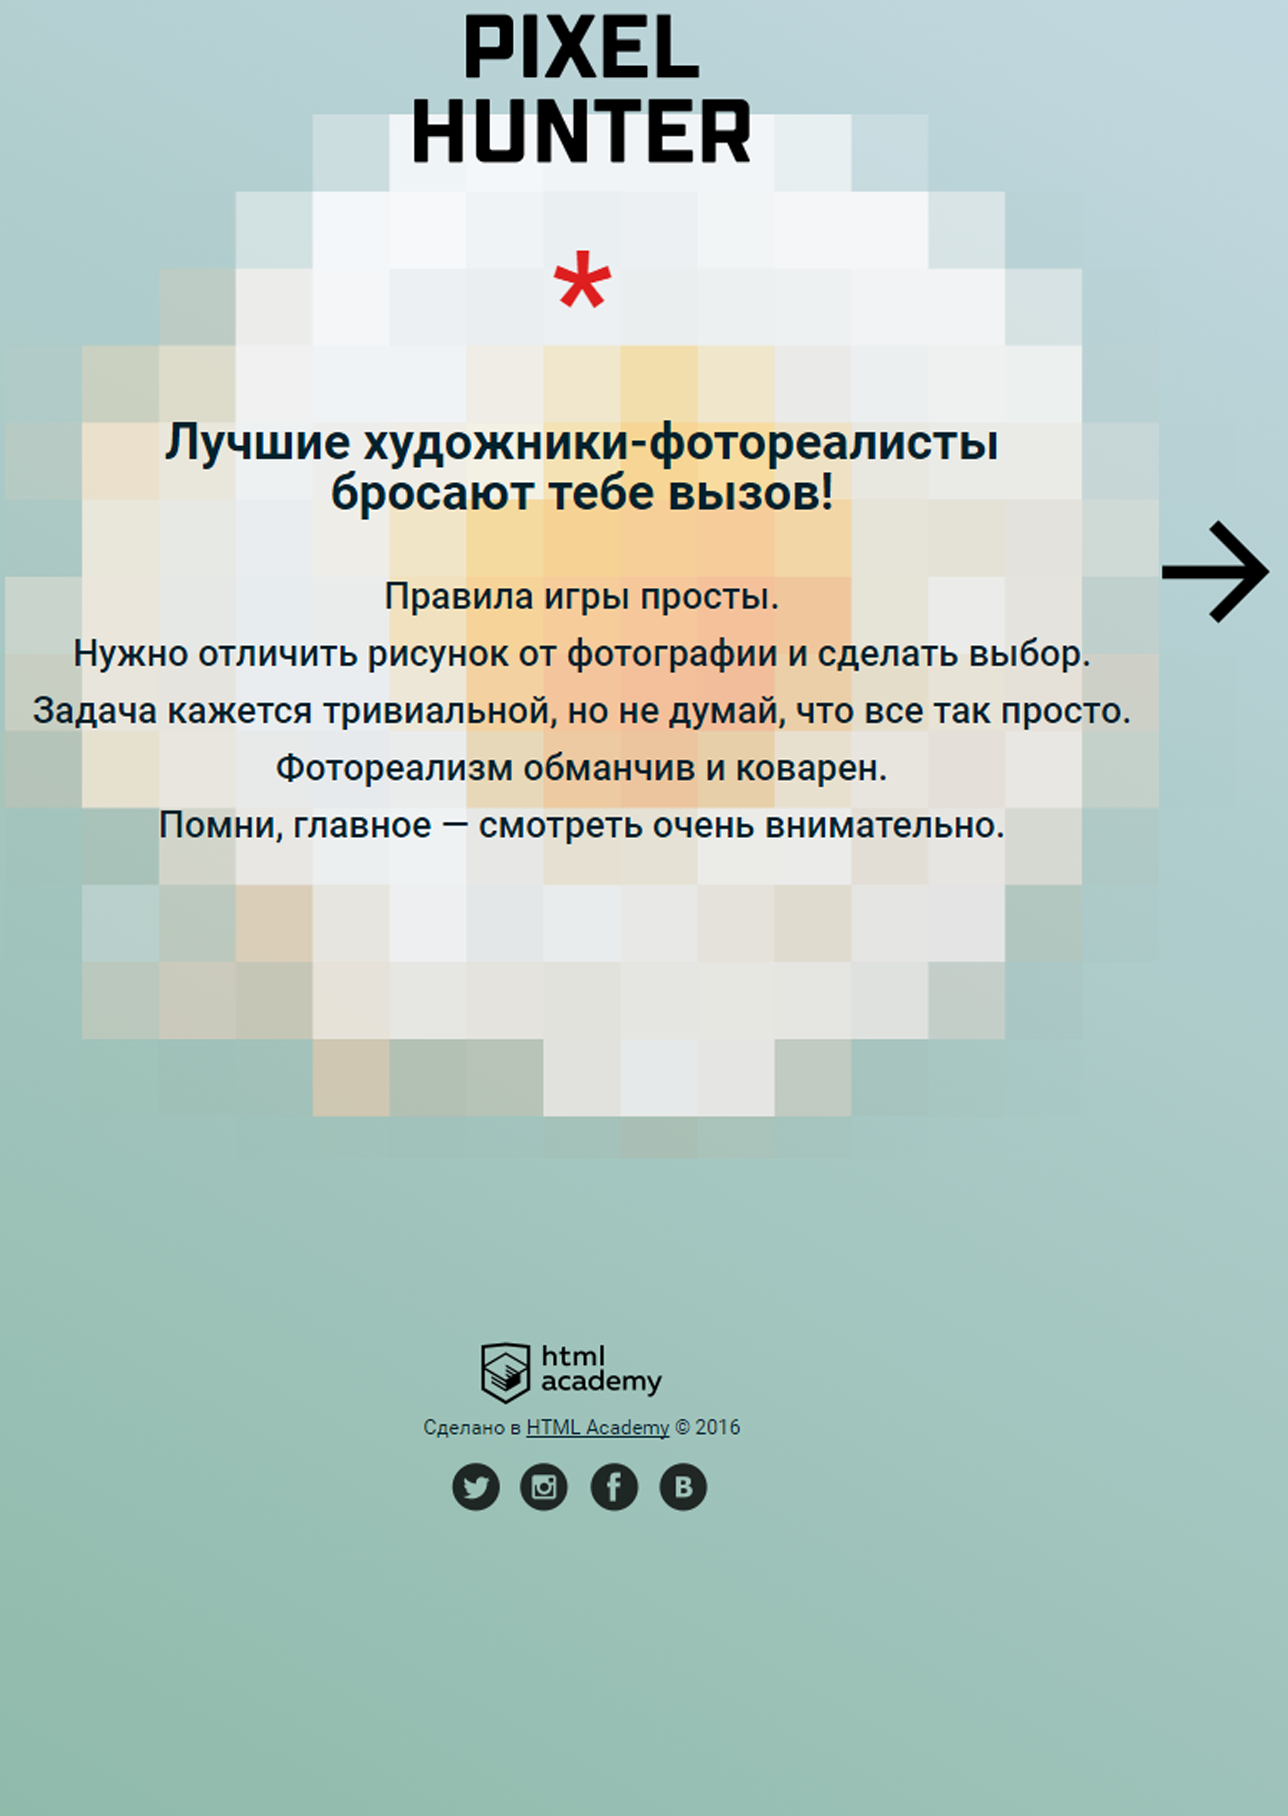 PIXEL
HUNTER
*
Лучшие художники-фотореалисты
бросают тебе вызов!
Правила игры просты.
Нужно отличить рисунок от фотографии и сделать выбор.
Задача кажется тривиальной, но не думай, что все так просто.
Фотореализм обманчив и коварен.
Помни, главное — смотреть очень внимательно.
html
academy
Сделано в HTML Academy © 2016